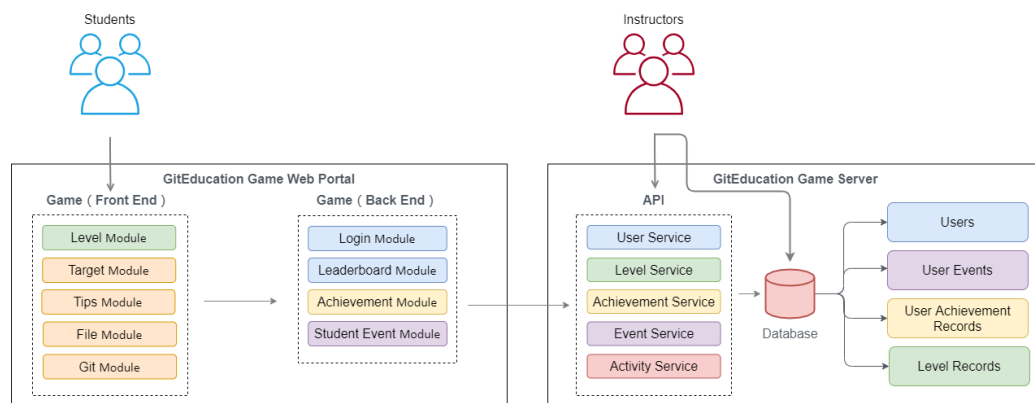 Students
Instructors
GitEducation Game Web Portal
Game ( Front End )
Level Module
Target Module
Tips Module
File Module
Git Module
Game ( Back End )
Login Module
Leaderboard Module
Achievement Module
Student Event Module
GitEducation Game Server
API
User Service
Level Service
Achievement Service
Event Service
Activity Service
Database
Users
User Events
User Achievement
Records
Level Records